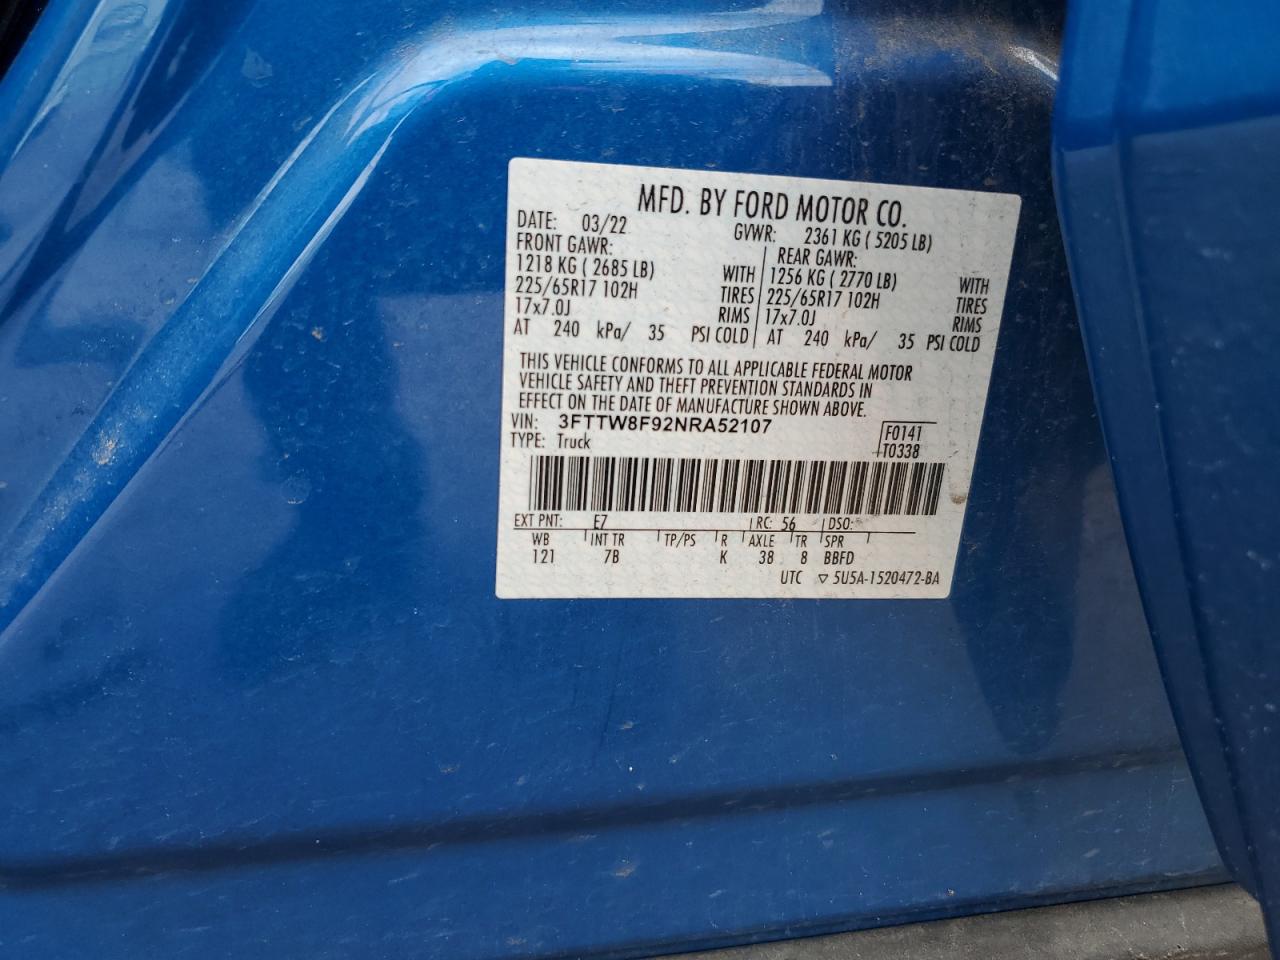 MFD. BY FORD MOTOR CO.
DATE: 03/22 GVWR: 2361 KG ( 5205 LB)
FRONT GAWR: REAR GAWR:
1218 KG ( 2685 LB) WITH 1256 KG ( 2770 LB) WITH
225/65R17 102H TIRES 225/65R17 102H TIRES
17x7.0J RIMS 17x7.0J RIMS
AT 240 kPa/ 35 PSI COLD AT 240 kPa/ 35 PSI COLD
THIS VEHICLE CONFORMS TO ALL APPLICABLE FEDERAL MOTOR
VEHICLE SAFETY AND THEFT PREVENTION STANDARDS IN
EFFECT ON THE DATE OF MANUFACTURE SHOWN ABOVE.
VIN: 3FTTW8F92NRA52107 F0141
TYPE: Truck T0338
EXT PNT: E7 RC: 56 DSO:
WB INT TR TP/PS R AXLE TR SPR
121 7B K 38 8 BBFD
UTC ▽ 5U5A-1520472-BA